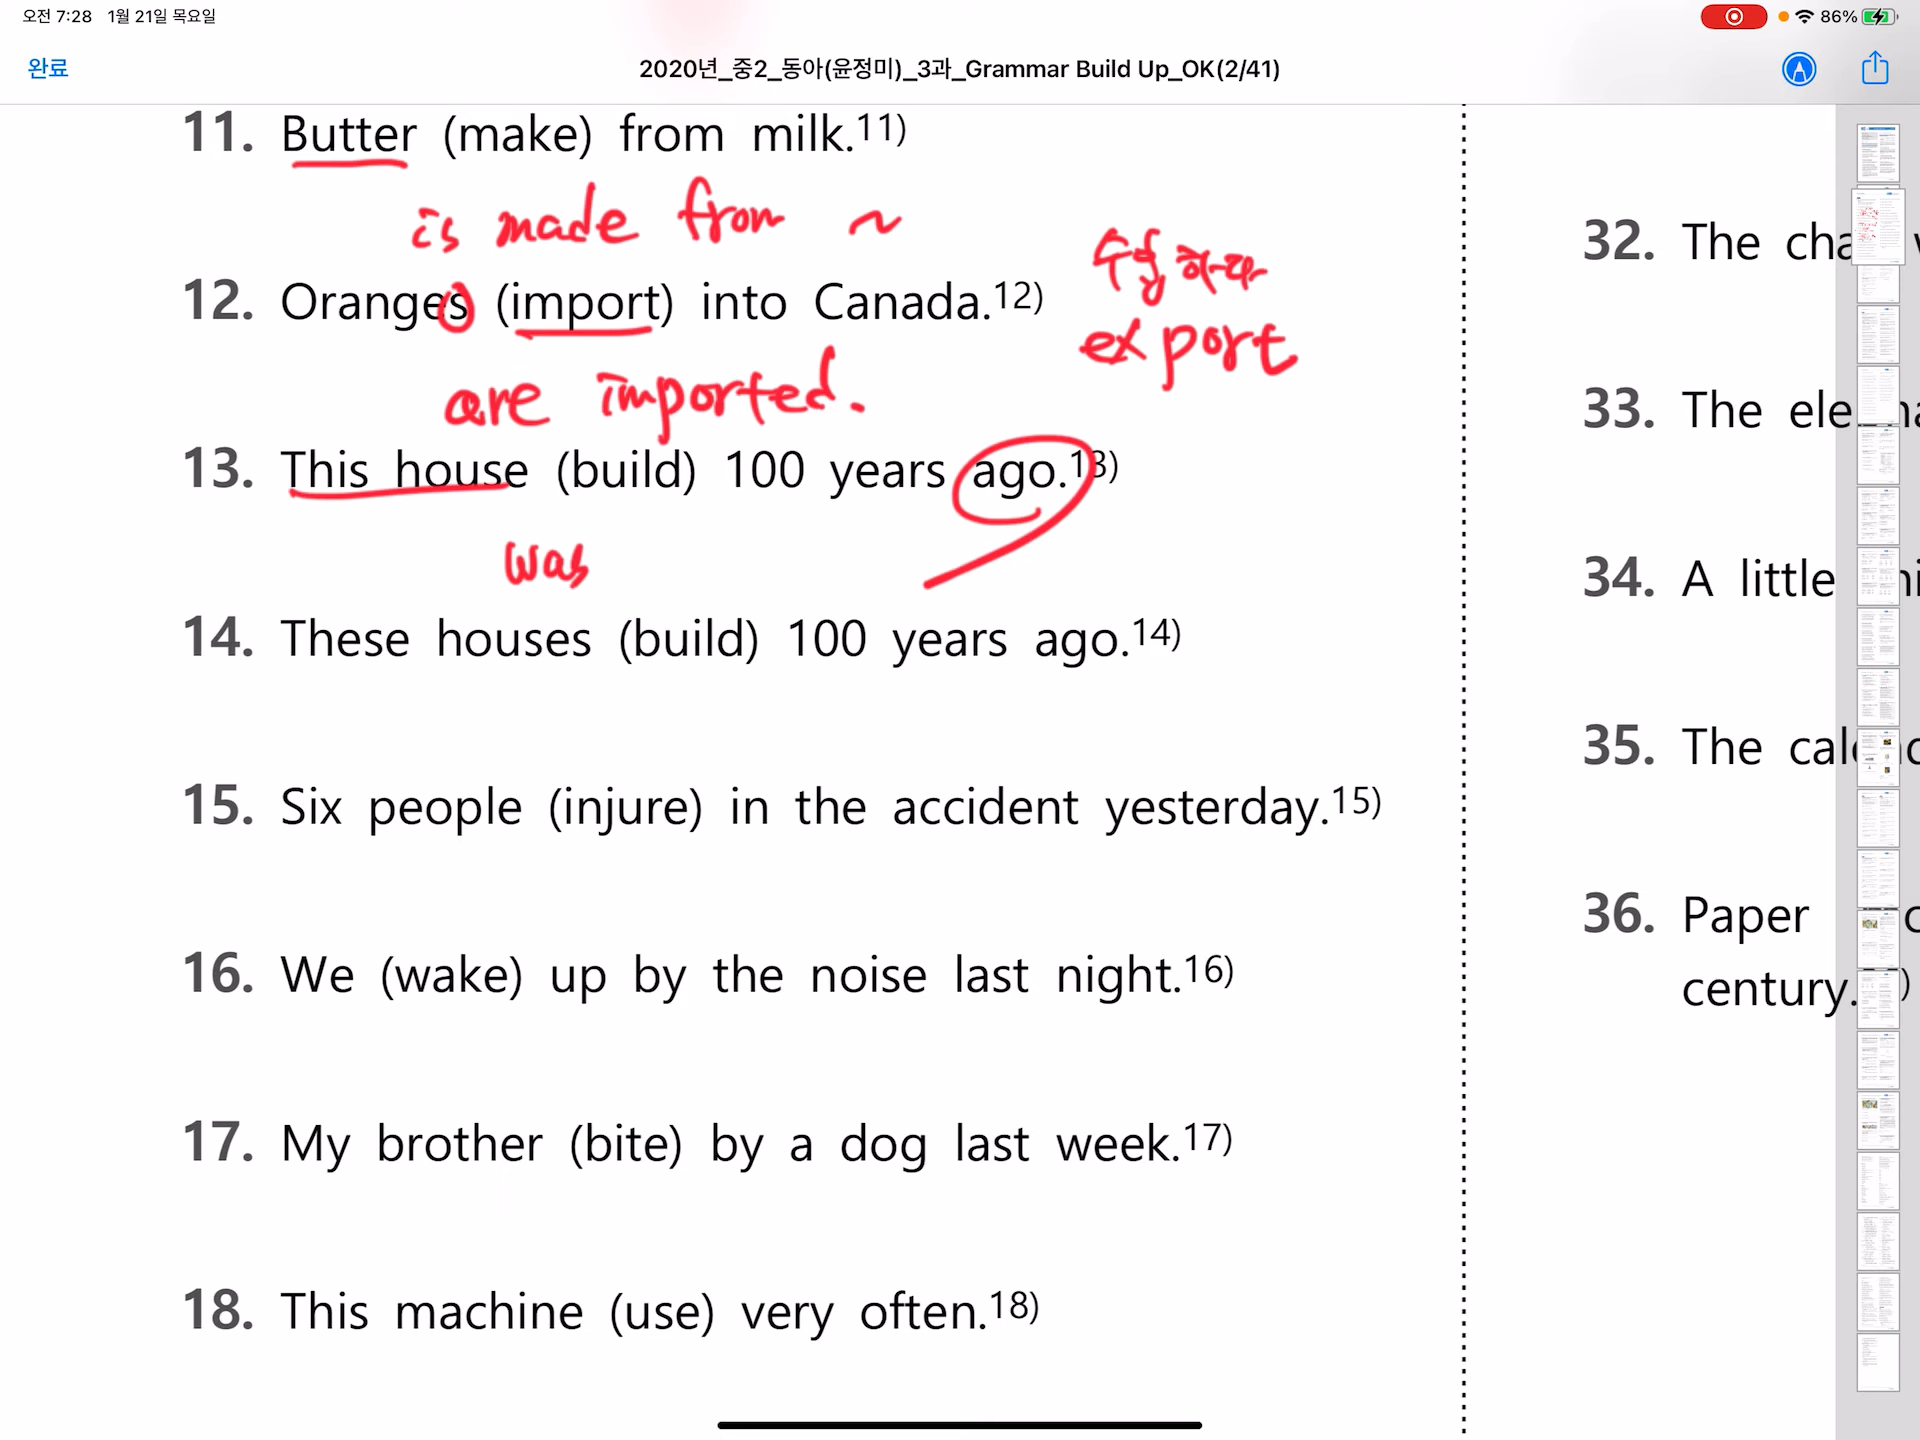 오전 7:28 1월 21일 목요일
86%
완료
2020년_중2_동아(윤정미)_3과_Grammar Build Up_OK(2/41)
11. Butter (make) from milk.11)
is made from ~
12. Oranges (import) into Canada.12)
수출하다
export
are imported.
13. This house (build) 100 years ago.13)
was
14. These houses (build) 100 years ago.14)
15. Six people (injure) in the accident yesterday.15)
16. We (wake) up by the noise last night.16)
17. My brother (bite) by a dog last week.17)
18. This machine (use) very often.18)
32. The cha
33. The ele
34. A little
35. The cal
36. Paper
century.